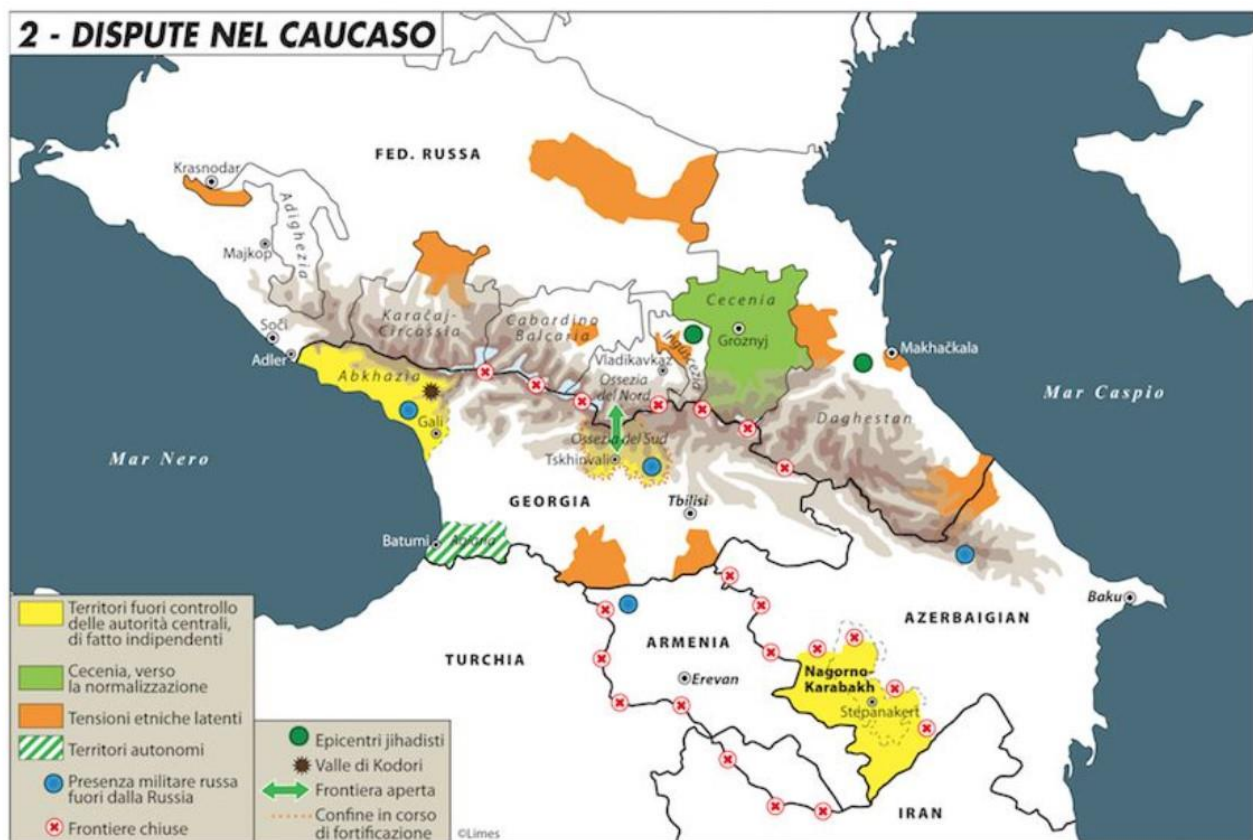 2 - DISPUTE NEL CAUCASO
FED. RUSSA
Krasnodar
Adighezia
Majkop
Karačaj-
Circassia
Cabardino
Balcaria
Cecenia
Groznyj
Inguscezia
Vladikavkaz
Ossezia
del Nord
Makhačkala
Daghestan
Mar Caspio
Soči
Adler
Abkhazia
Gali
Mar Nero
Ossezia del Sud
Tskhinvali
GEORGIA
Tbilisi
Batumi
TURCHIA
ARMENIA
Erevan
AZERBAIGIAN
Baku
Nagorno-
Karabakh
Stepanakert
IRAN
Territori fuori controllo
delle autorità centrali,
di fatto indipendenti
Cecenia, verso
la normalizzazione
Tensioni etniche latenti
Territori autonomi
Presenza militare russa
fuori dalla Russia
Frontiere chiuse
Epicentri jihadisti
Valle di Kodori
Frontiera aperta
Confine in corso
di fortificazione
©Limes